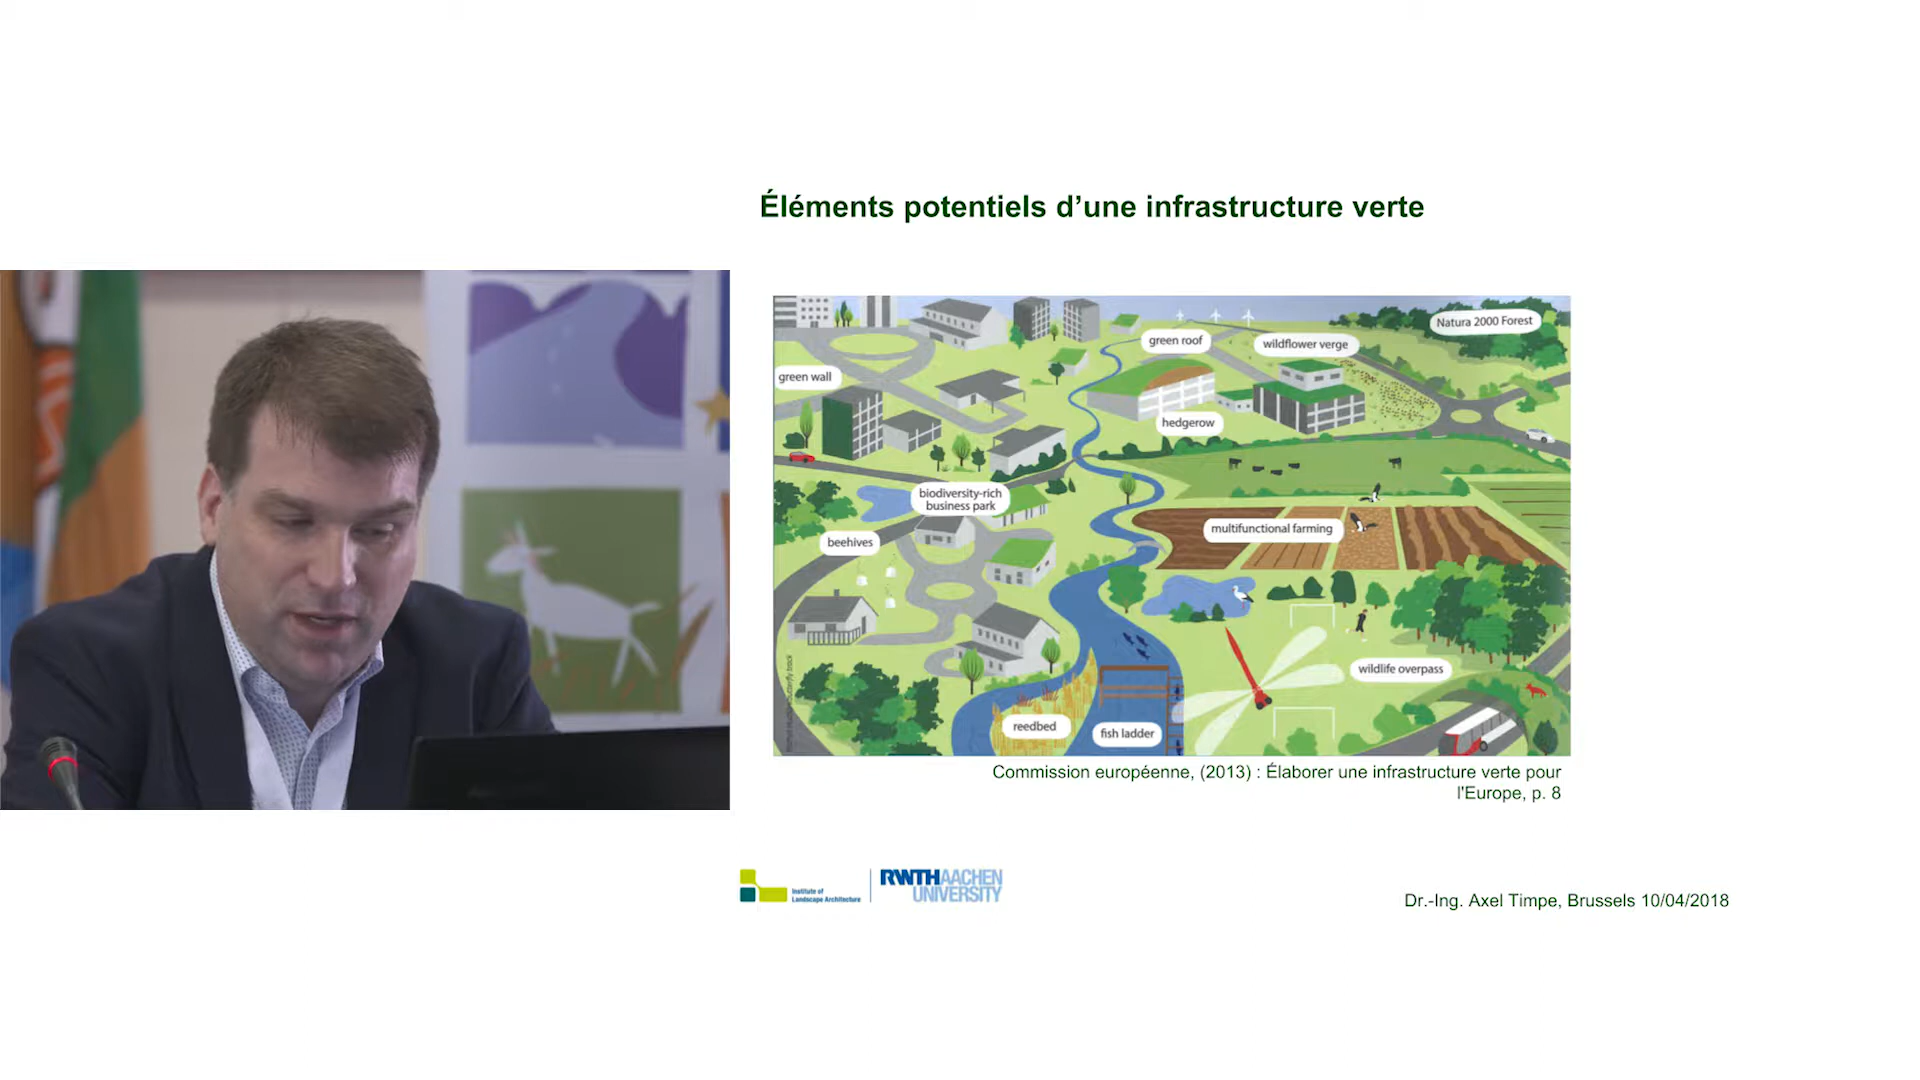 Éléments potentiels d’une infrastructure verte
Natura 2000 Forest
green roof
wildflower verge
green wall
hedgerow
biodiversity-rich
business park
multifunctional farming
beehives
wildlife overpass
reedbed
fish ladder
Commission européenne, (2013) : Élaborer une infrastructure verte pour
l'Europe, p. 8
Institute of
Landscape Architecture
RWTHAACHEN
UNIVERSITY
Dr.-Ing. Axel Timpe, Brussels 10/04/2018